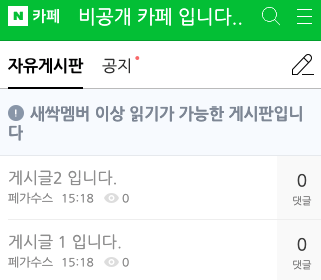 N 카페 비공개 카페 입니다..
자유게시판 공지
새싹멤버 이상 읽기가 가능한 게시판입니
다
게시글2 입니다.
페가수스 15:18 0
0
댓글
게시글 1 입니다.
페가수스 15:18 0
0
댓글